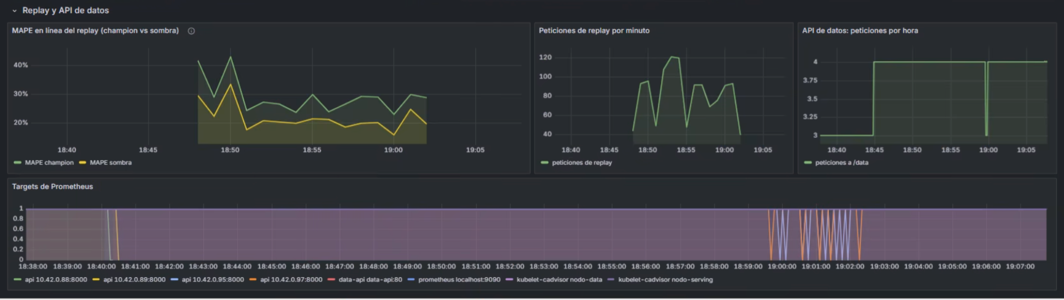 Replay y API de datos
MAPE en línea del replay (champion vs sombra)
40%
30%
20%
18:40 18:45 18:50 18:55 19:00 19:05
MAPE champion MAPE sombra
Peticiones de replay por minuto
120
100
80
60
40
18:40 18:45 18:50 18:55 19:00 19:05
peticiones de replay
API de datos: peticiones por hora
4
3.75
3.5
3.25
3
18:40 18:45 18:50 18:55 19:00 19:05
peticiones a /data
Targets de Prometheus
1
0.8
0.6
0.4
0.2
0
18:38:00 18:39:00 18:40:00 18:41:00 18:42:00 18:43:00 18:44:00 18:45:00 18:46:00 18:47:00 18:48:00 18:49:00 18:50:00 18:51:00 18:52:00 18:53:00 18:54:00 18:55:00 18:56:00 18:57:00 18:58:00 18:59:00 19:00:00 19:01:00 19:02:00 19:03:00 19:04:00 19:05:00 19:06:00 19:07:00
api 10.42.0.88:8000 api 10.42.0.89:8000 api 10.42.0.95:8000 api 10.42.0.97:8000 data-api data-api:80 prometheus localhost:9090 kubelet-cadvisor nodo-data kubelet-cadvisor nodo-serving